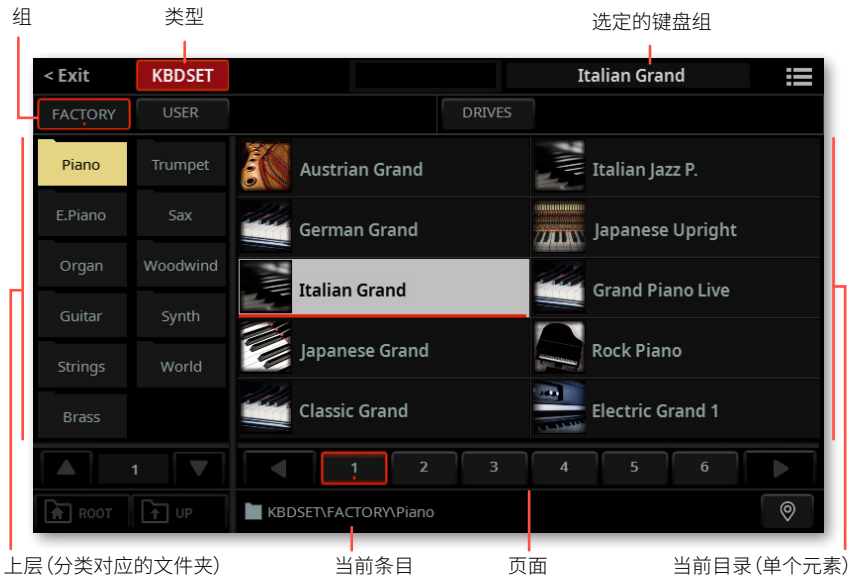 组 类型 选定的键盘组
< Exit KBDSET Italian Grand
FACTORY USER DRIVES
Piano Trumpet Austrian Grand Italian Jazz P.
E.Piano Sax German Grand Japanese Upright
Organ Woodwind Italian Grand Grand Piano Live
Guitar Synth
Strings World Japanese Grand Rock Piano
Brass Classic Grand Electric Grand 1
1 1 2 3 4 5 6
ROOT UP KBDSET\FACTORY\Piano
上层(分类对应的文件夹) 当前条目 页面 当前目录(单个元素)